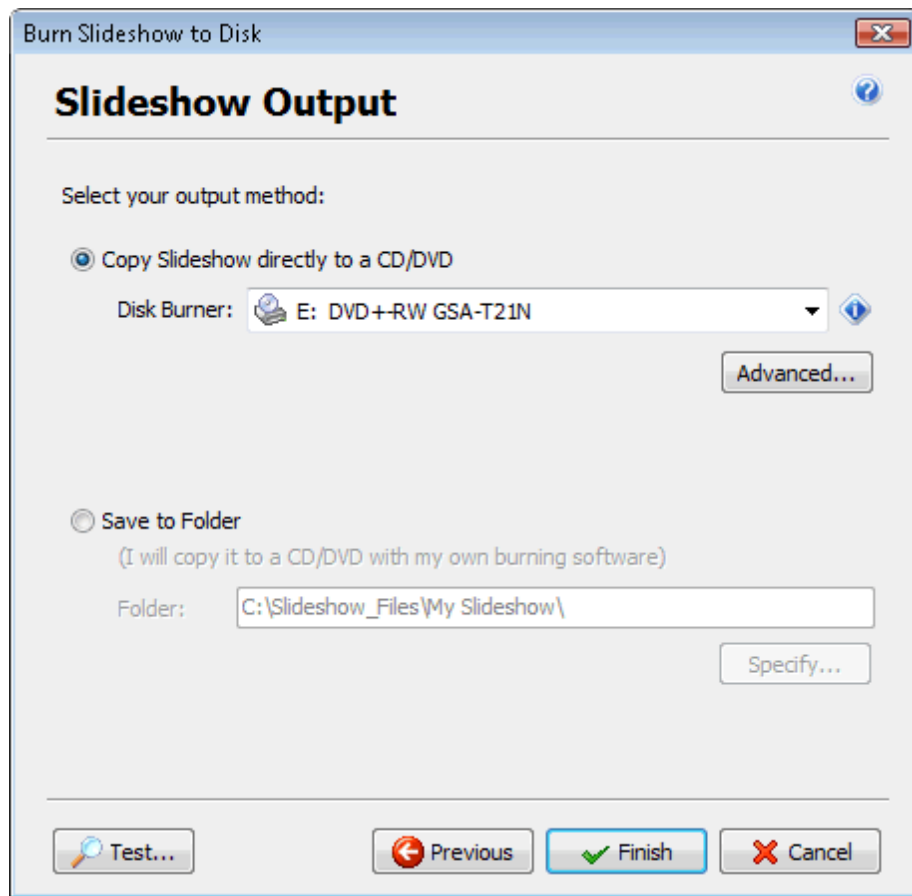 Burn Slideshow to Disk
Slideshow Output
Select your output method:
Copy Slideshow directly to a CD/DVD
Disk Burner: E: DVD+-RW GSA-T21N
Advanced...
Save to Folder
(I will copy it to a CD/DVD with my own burning software)
Folder: C:\Slideshow_Files\My Slideshow\
Specify...
Test... Previous Finish Cancel